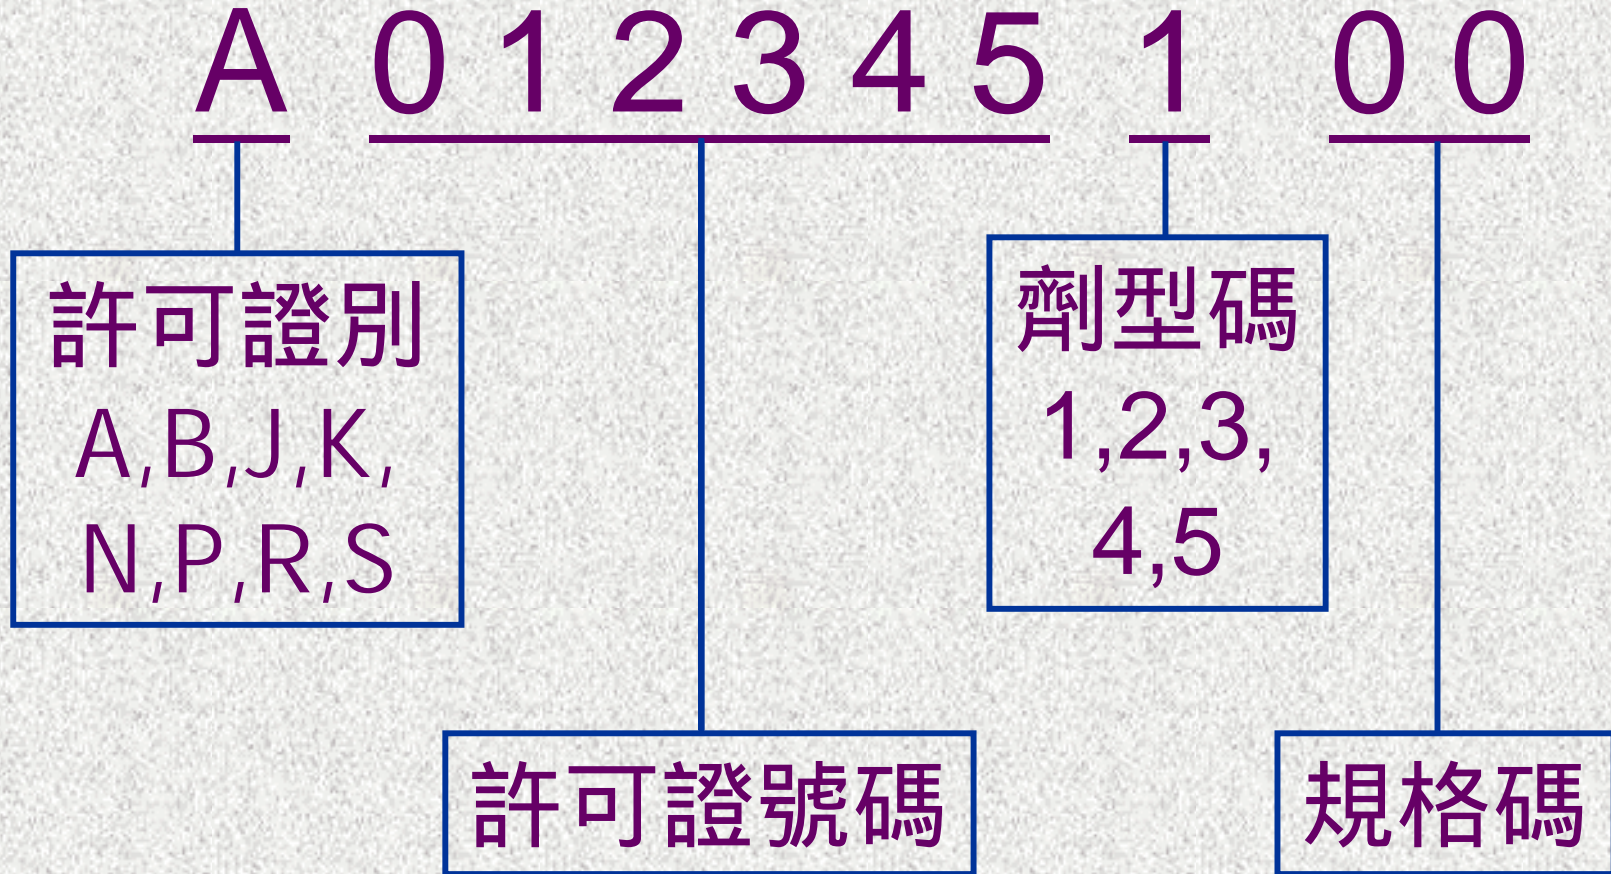 A 0 1 2 3 4 5 1 0 0
許可證別
A,B,J,K,
N,P,R,S
劑型碼
1,2,3,
4,5
許可證號碼
規格碼